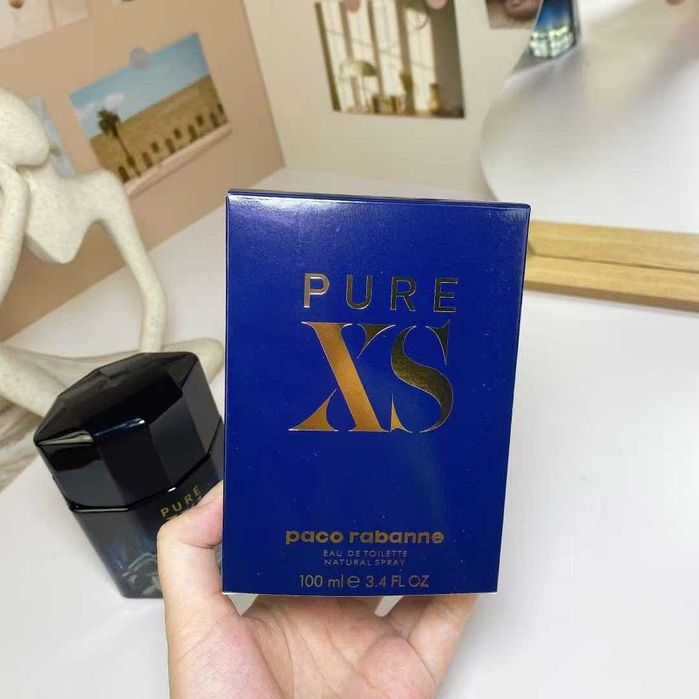 PURE
XS
paco rabanne
EAU DE TOILETTE
NATURAL SPRAY
100 ml e 3.4 FL OZ
PURE